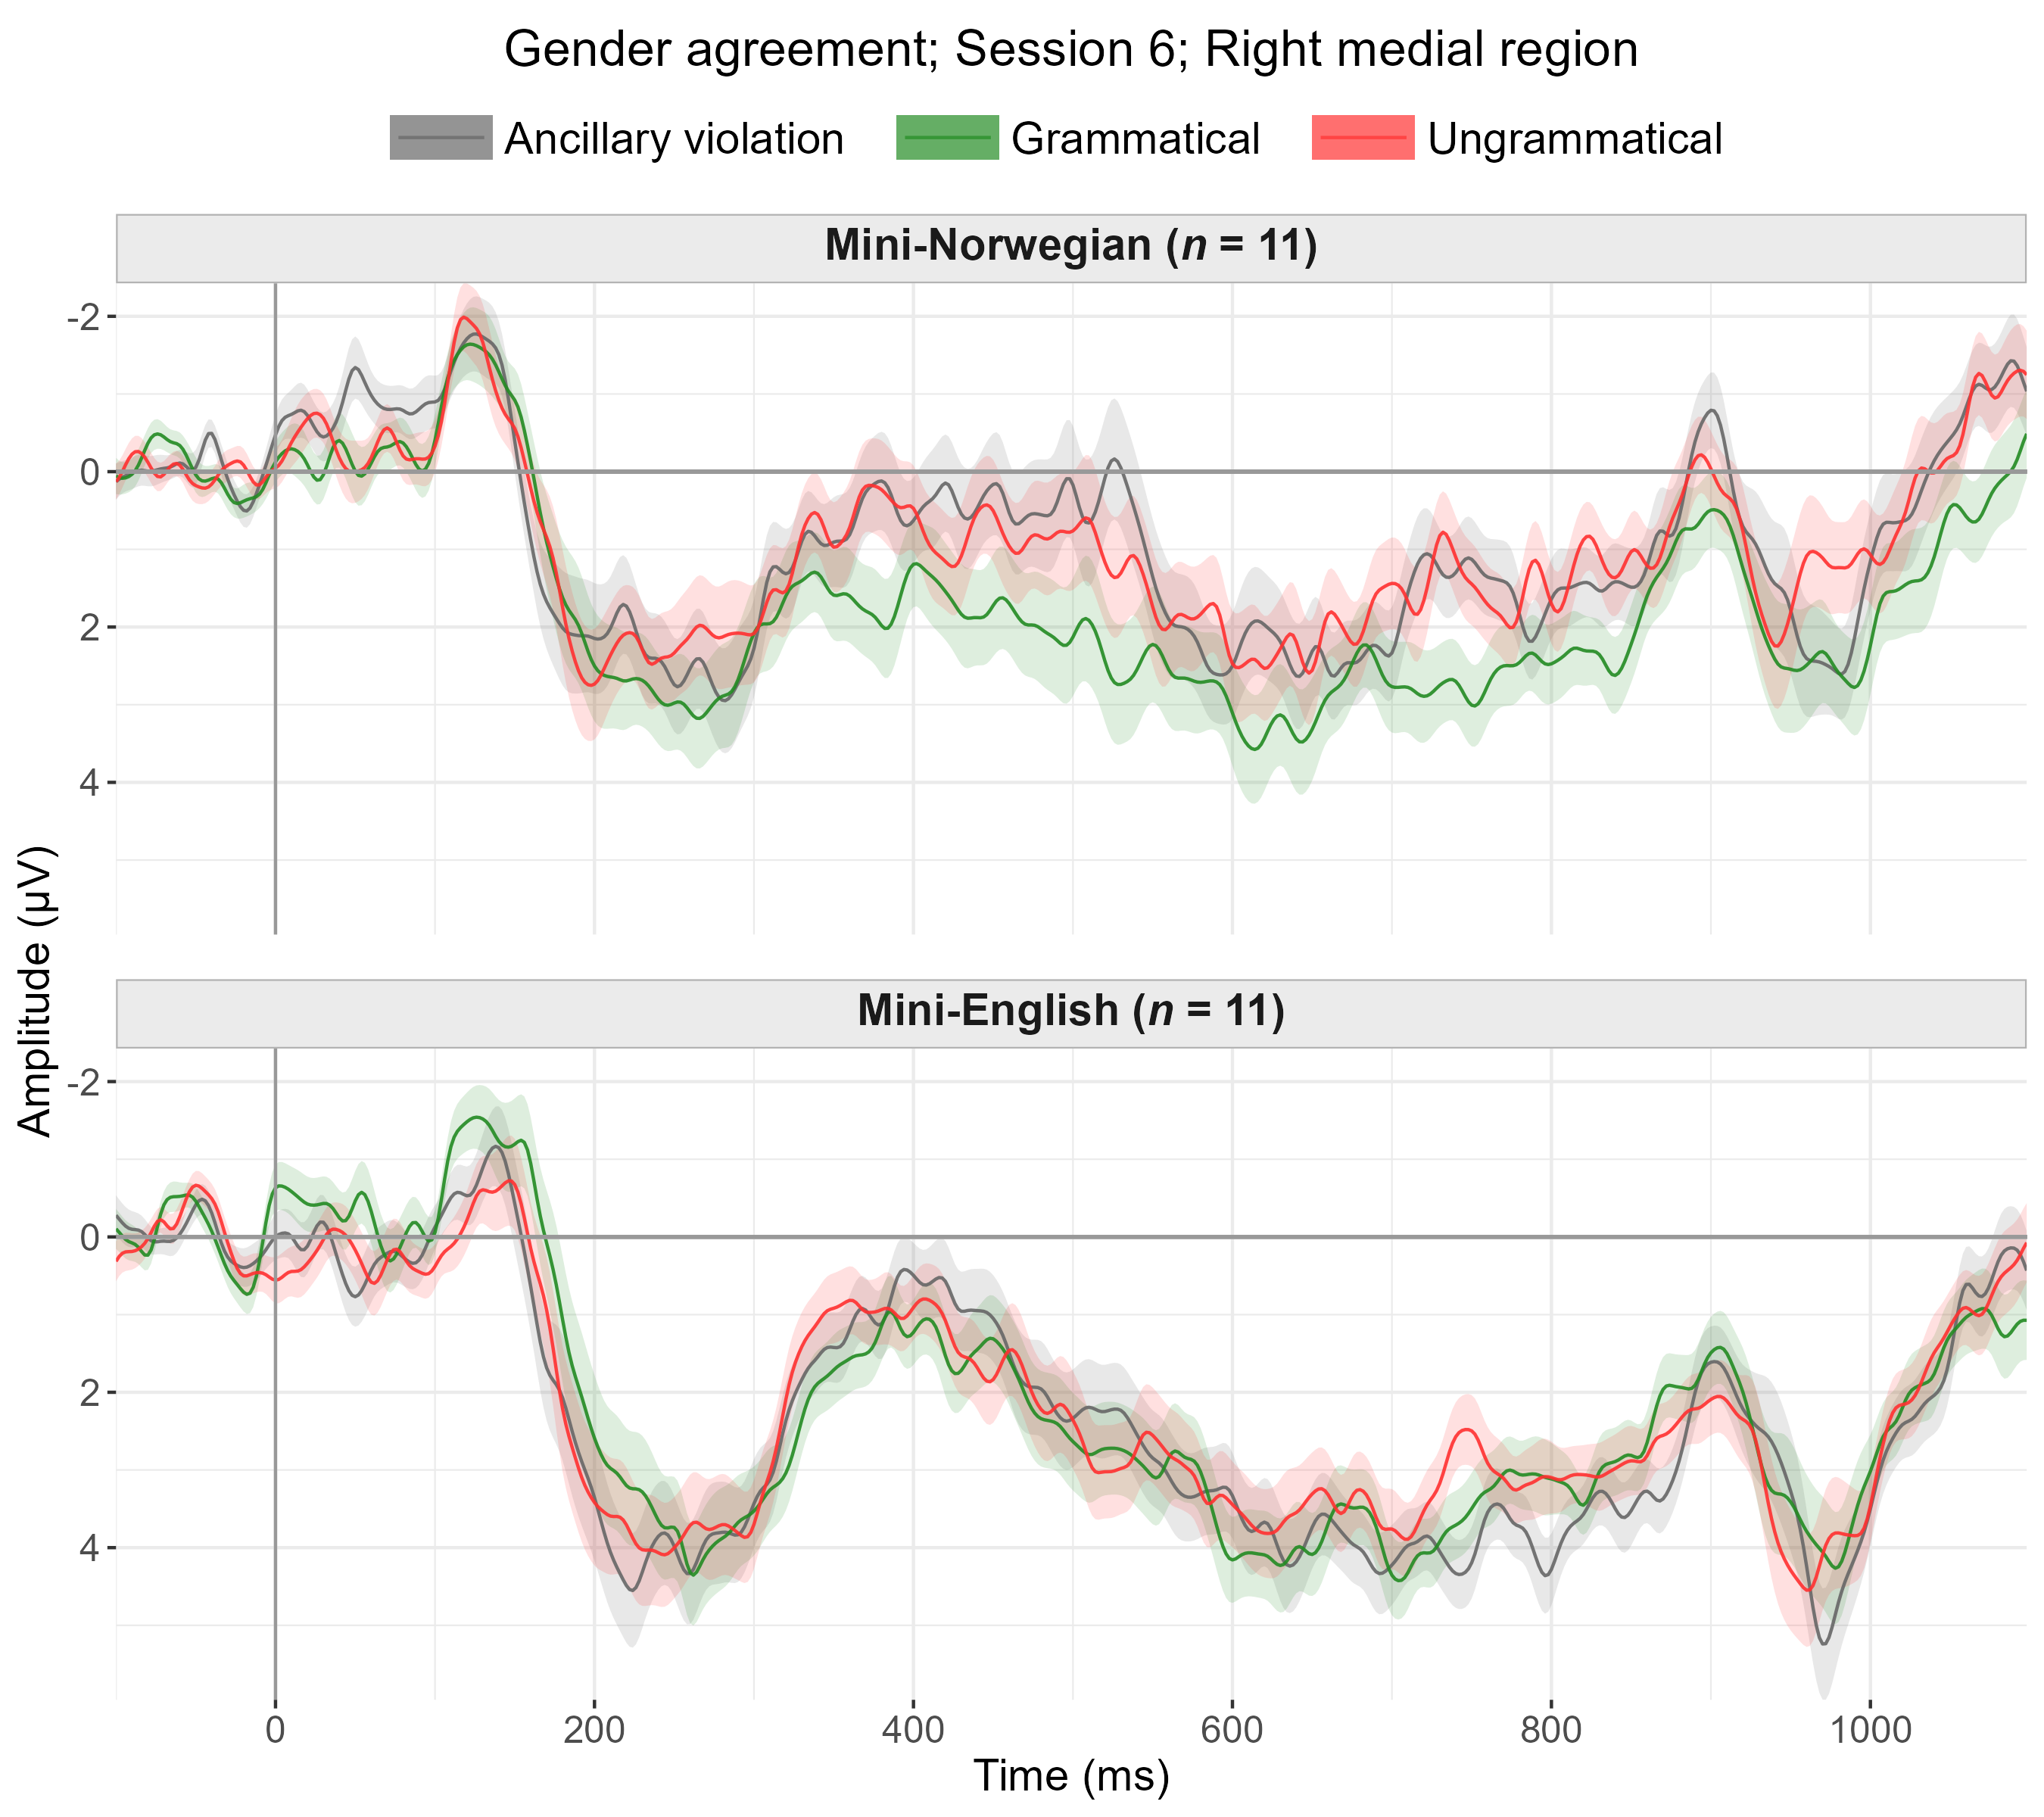 Gender agreement; Session 6; Right medial region
Ancillary violation Grammatical Ungrammatical
Mini-Norwegian (n = 11)
-2
0
2
4
Amplitude (µV)
Mini-English (n = 11)
-2
0
2
4
0 200 400 600 800 1000
Time (ms)